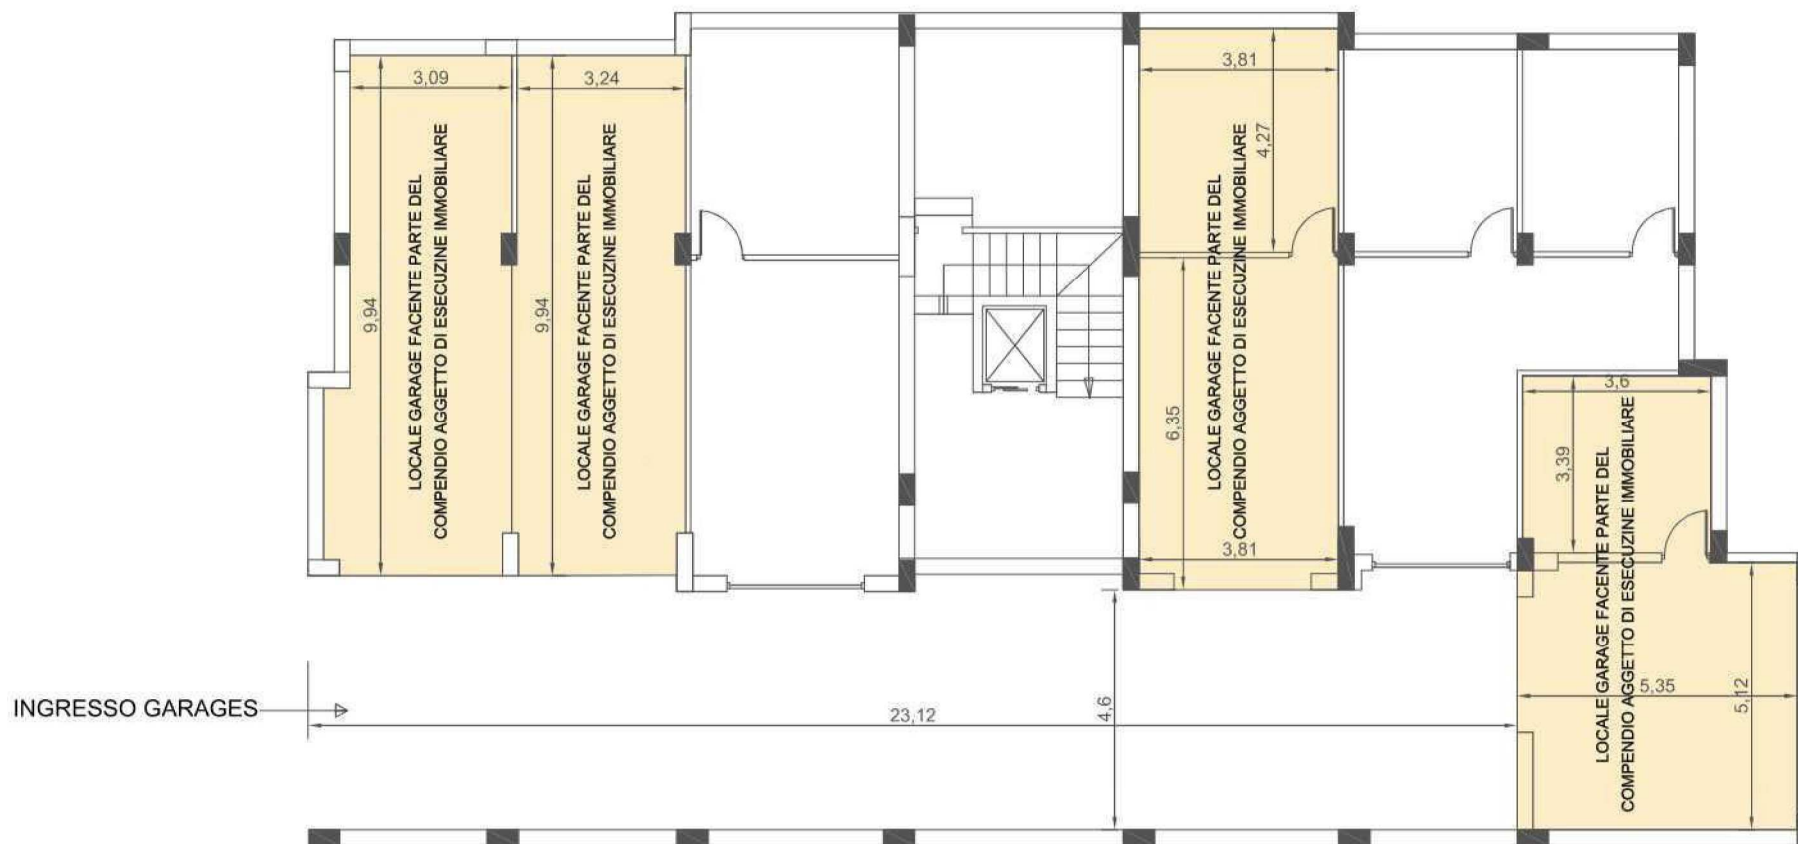 3,09
3,24
9,94
9,94
LOCALE GARAGE FACENTE PARTE DEL
COMPENDIO AGGETTO DI ESECUZINE IMMOBILIARE
LOCALE GARAGE FACENTE PARTE DEL
COMPENDIO AGGETTO DI ESECUZINE IMMOBILIARE
3,81
4,27
LOCALE GARAGE FACENTE PARTE DEL
COMPENDIO AGGETTO DI ESECUZINE IMMOBILIARE
6,35
3,81
3,6
3,39
LOCALE GARAGE FACENTE PARTE DEL
COMPENDIO AGGETTO DI ESECUZINE IMMOBILIARE
5,35
5,12
INGRESSO GARAGES
23,12
4,6